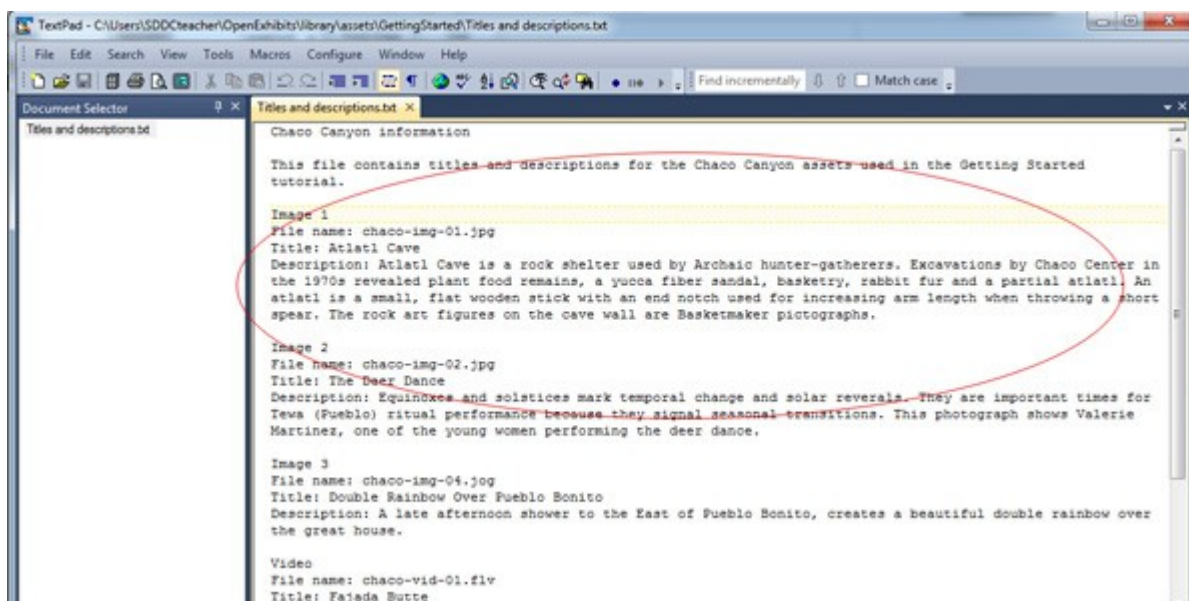 TextPad - C:\Users\SDDCteacher\OpenExhibits\library\assets\GettingStarted\Titles and descriptions.txt
File Edit Search View Tools Macros Configure Window Help
Find incrementally Match case
Document Selector
Titles and descriptions.txt
Titles and descriptions.txt
Chaco Canyon information
This file contains titles and descriptions for the Chaco Canyon assets used in the Getting Started
tutorial.
Image 1
File name: chaco-img-01.jpg
Title: Atlatl Cave
Description: Atlatl Cave is a rock shelter used by Archaic hunter-gatherers. Excavations by Chaco Center in
the 1970s revealed plant food remains, a yucca fiber sandal, basketry, rabbit fur and a partial atlatl. An
atlatl is a small, flat wooden stick with an end notch used for increasing arm length when throwing a short
spear. The rock art figures on the cave wall are Basketmaker pictographs.
Image 2
File name: chaco-img-02.jpg
Title: The Deer Dance
Description: Equinoxes and solstices mark temporal change and solar reverals. They are important times for
Tewa (Pueblo) ritual performance because they signal seasonal transitions. This photograph shows Valerie
Martinez, one of the young women performing the deer dance.
Image 3
File name: chaco-img-04.jog
Title: Double Rainbow Over Pueblo Bonito
Description: A late afternoon shower to the East of Pueblo Bonito, creates a beautiful double rainbow over
the great house.
Video
File name: chaco-vid-01.flv
Title: Fajada Butte